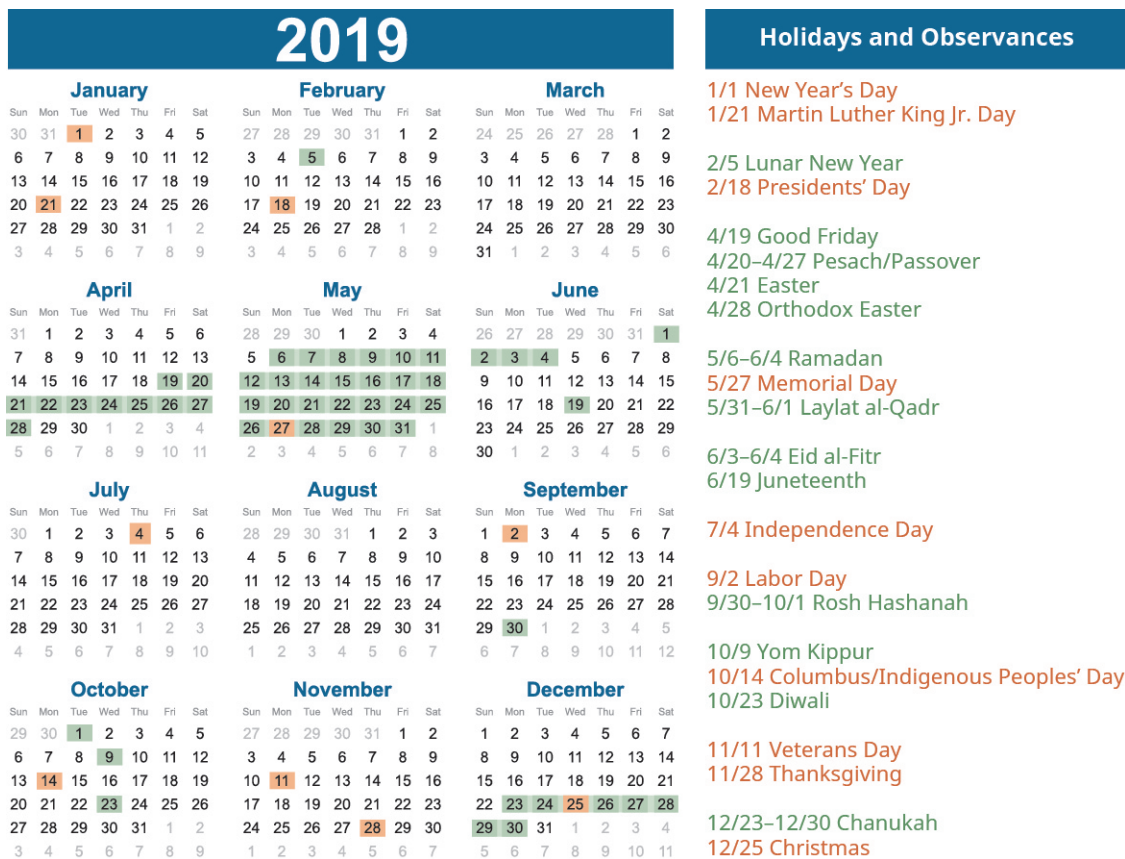 2019
Holidays and Observances
January
Sun Mon Tue Wed Thu Fri Sat
30 31 1 2 3 4 5
6 7 8 9 10 11 12
13 14 15 16 17 18 19
20 21 22 23 24 25 26
27 28 29 30 31 1 2
3 4 5 6 7 8 9
February
Sun Mon Tue Wed Thu Fri Sat
27 28 29 30 31 1 2
3 4 5 6 7 8 9
10 11 12 13 14 15 16
17 18 19 20 21 22 23
24 25 26 27 28 1 2
3 4 5 6 7 8 9
March
Sun Mon Tue Wed Thu Fri Sat
24 25 26 27 28 1 2
3 4 5 6 7 8 9
10 11 12 13 14 15 16
17 18 19 20 21 22 23
24 25 26 27 28 29 30
31 1 2 3 4 5 6
April
Sun Mon Tue Wed Thu Fri Sat
31 1 2 3 4 5 6
7 8 9 10 11 12 13
14 15 16 17 18 19 20
21 22 23 24 25 26 27
28 29 30 1 2 3 4
5 6 7 8 9 10 11
May
Sun Mon Tue Wed Thu Fri Sat
28 29 30 1 2 3 4
5 6 7 8 9 10 11
12 13 14 15 16 17 18
19 20 21 22 23 24 25
26 27 28 29 30 31 1
2 3 4 5 6 7 8
June
Sun Mon Tue Wed Thu Fri Sat
26 27 28 29 30 31 1
2 3 4 5 6 7 8
9 10 11 12 13 14 15
16 17 18 19 20 21 22
23 24 25 26 27 28 29
30 1 2 3 4 5 6
July
Sun Mon Tue Wed Thu Fri Sat
30 1 2 3 4 5 6
7 8 9 10 11 12 13
14 15 16 17 18 19 20
21 22 23 24 25 26 27
28 29 30 31 1 2 3
4 5 6 7 8 9 10
August
Sun Mon Tue Wed Thu Fri Sat
28 29 30 31 1 2 3
4 5 6 7 8 9 10
11 12 13 14 15 16 17
18 19 20 21 22 23 24
25 26 27 28 29 30 31
1 2 3 4 5 6 7
September
Sun Mon Tue Wed Thu Fri Sat
1 2 3 4 5 6 7
8 9 10 11 12 13 14
15 16 17 18 19 20 21
22 23 24 25 26 27 28
29 30 1 2 3 4 5
6 7 8 9 10 11 12
October
Sun Mon Tue Wed Thu Fri Sat
29 30 1 2 3 4 5
6 7 8 9 10 11 12
13 14 15 16 17 18 19
20 21 22 23 24 25 26
27 28 29 30 31 1 2
3 4 5 6 7 8 9
November
Sun Mon Tue Wed Thu Fri Sat
27 28 29 30 31 1 2
3 4 5 6 7 8 9
10 11 12 13 14 15 16
17 18 19 20 21 22 23
24 25 26 27 28 29 30
1 2 3 4 5 6 7
December
Sun Mon Tue Wed Thu Fri Sat
1 2 3 4 5 6 7
8 9 10 11 12 13 14
15 16 17 18 19 20 21
22 23 24 25 26 27 28
29 30 31 1 2 3 4
5 6 7 8 9 10 11
1/1 New Year’s Day
1/21 Martin Luther King Jr. Day
2/5 Lunar New Year
2/18 Presidents’ Day
4/19 Good Friday
4/20–4/27 Pesach/Passover
4/21 Easter
4/28 Orthodox Easter
5/6–6/4 Ramadan
5/27 Memorial Day
5/31–6/1 Laylat al-Qadr
6/3–6/4 Eid al-Fitr
6/19 Juneteenth
7/4 Independence Day
9/2 Labor Day
9/30–10/1 Rosh Hashanah
10/9 Yom Kippur
10/14 Columbus/Indigenous Peoples’ Day
10/23 Diwali
11/11 Veterans Day
11/28 Thanksgiving
12/23–12/30 Chanukah
12/25 Christmas